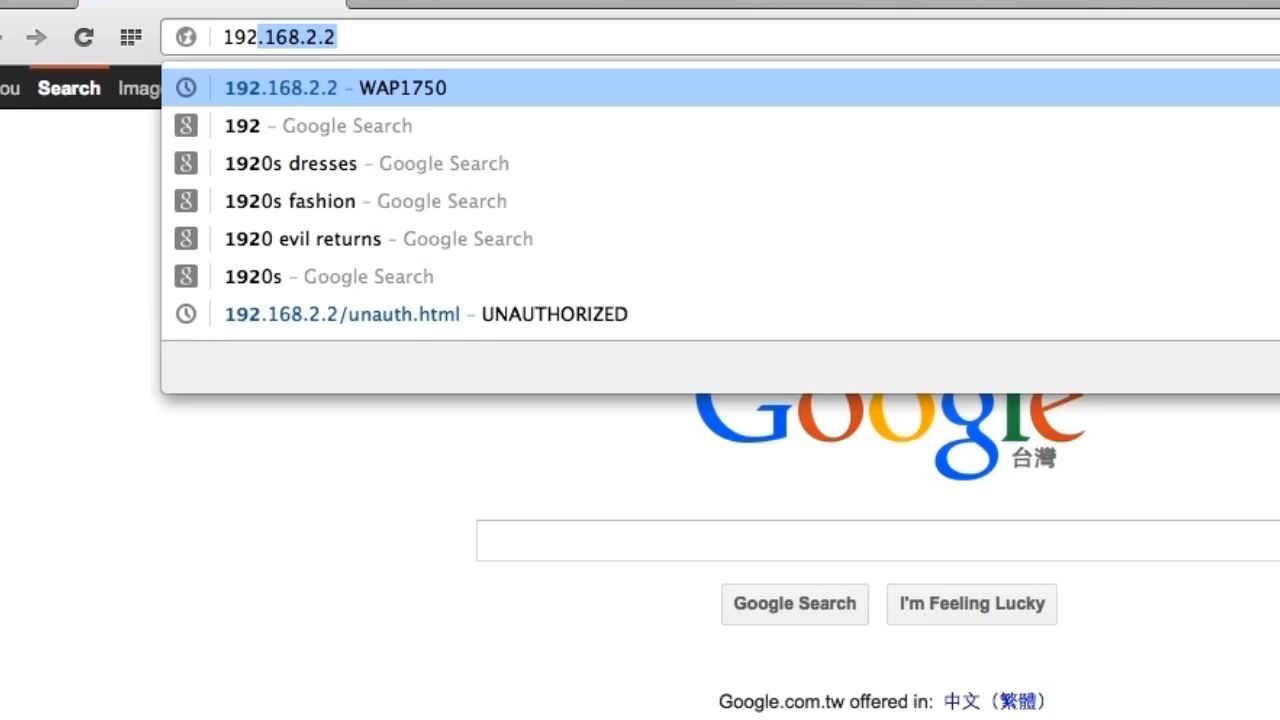 192.168.2.2
ou Search Imag
192.168.2.2 – WAP1750
192 – Google Search
1920s dresses – Google Search
1920s fashion – Google Search
1920 evil returns – Google Search
1920s – Google Search
192.168.2.2/unauth.html – UNAUTHORIZED
Google
台灣
Google Search I'm Feeling Lucky
Google.com.tw offered in: 中文（繁體）